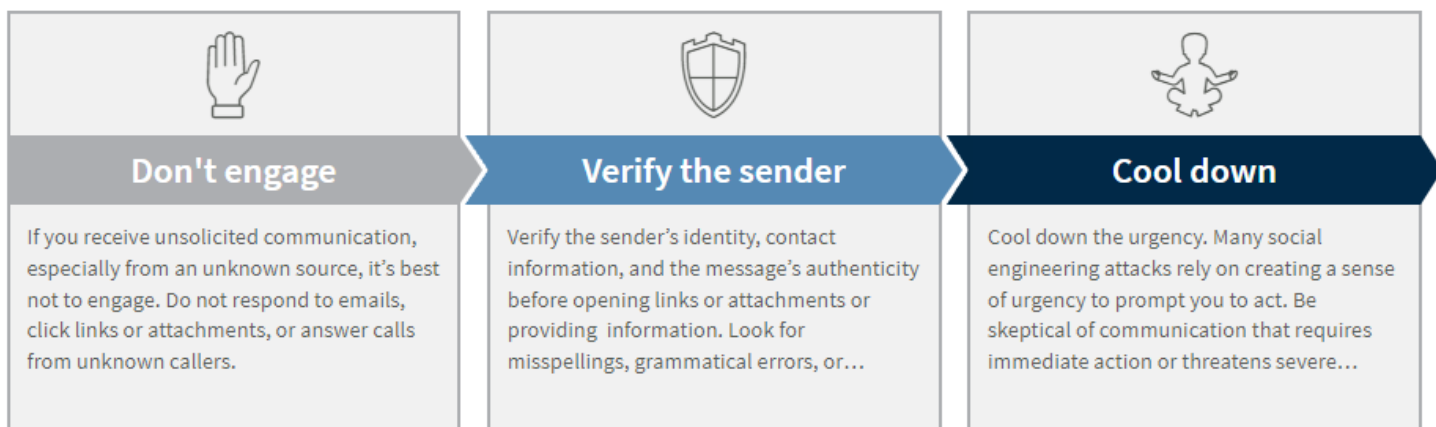 Don't engage
If you receive unsolicited communication,
especially from an unknown source, it’s best
not to engage. Do not respond to emails,
click links or attachments, or answer calls
from unknown callers.
Verify the sender
Verify the sender’s identity, contact
information, and the message’s authenticity
before opening links or attachments or
providing  information. Look for
misspellings, grammatical errors, or…
Cool down
Cool down the urgency. Many social
engineering attacks rely on creating a sense
of urgency to prompt you to act. Be
skeptical of communication that requires
immediate action or threatens severe…